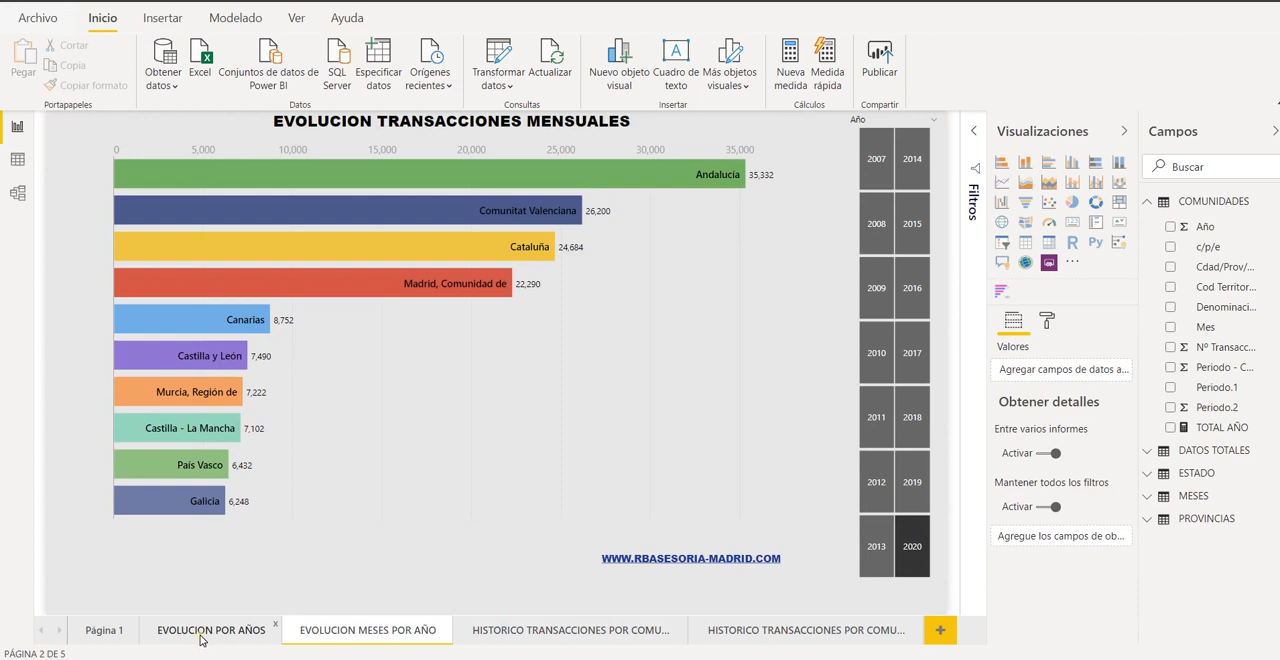 Archivo Inicio Insertar Modelado Ver Ayuda
Pegar
Cortar
Copia
Copiar formato
Portapapeles
Obtener datos
Excel
Conjuntos de datos de Power BI
SQL Server
Especificar datos
Orígenes recientes
Datos
Transformar datos
Actualizar
Consultas
Nuevo objeto visual
A
Cuadro de texto
Más objetos visuales
Insertar
Nueva medida
Medida rápida
Cálculos
Publicar
Compartir
EVOLUCION TRANSACCIONES MENSUALES
0 5,000 10,000 15,000 20,000 25,000 30,000 35,000
Andalucía 35,332
Comunitat Valenciana 26,200
Cataluña 24,684
Madrid, Comunidad de 22,290
Canarias 8,752
Castilla y León 7,490
Murcia, Región de 7,222
Castilla - La Mancha 7,102
País Vasco 6,432
Galicia 6,248
WWW.RBASESORIA-MADRID.COM
Año
2007 2014
2008 2015
2009 2016
2010 2017
2011 2018
2012 2019
2013 2020
Filtros
Visualizaciones
R Py
Valores
Agregar campos de datos a...
Obtener detalles
Entre varios informes
Activar
Mantener todos los filtros
Activar
Agregue los campos de ob...
Campos
Buscar
COMUNIDADES
Σ Año
c/p/e
Cdad/Prov/...
Cod Territor...
Denominaci...
Mes
Σ Nº Transacc...
Σ Periodo - C...
Periodo.1
Σ Periodo.2
TOTAL AÑO
DATOS TOTALES
ESTADO
MESES
PROVINCIAS
Página 1 EVOLUCION POR AÑOS x EVOLUCION MESES POR AÑO HISTORICO TRANSACCIONES POR COMU... HISTORICO TRANSACCIONES POR COMU... +
PÁGINA 2 DE 5